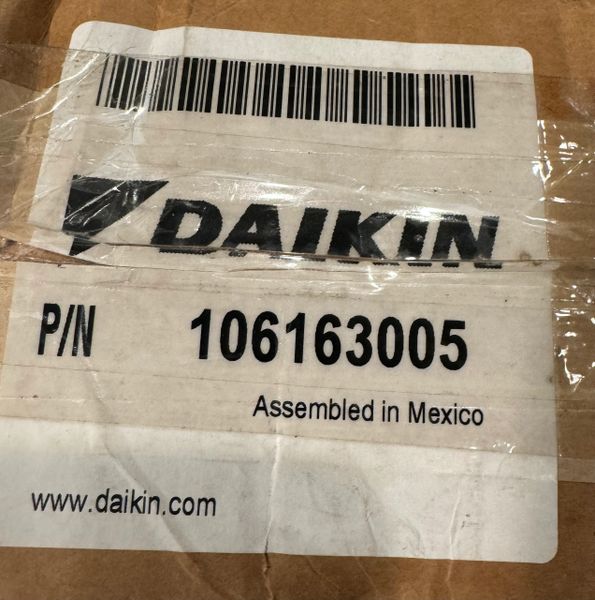 DAIKIN
P/N 106163005
Assembled in Mexico
www.daikin.com